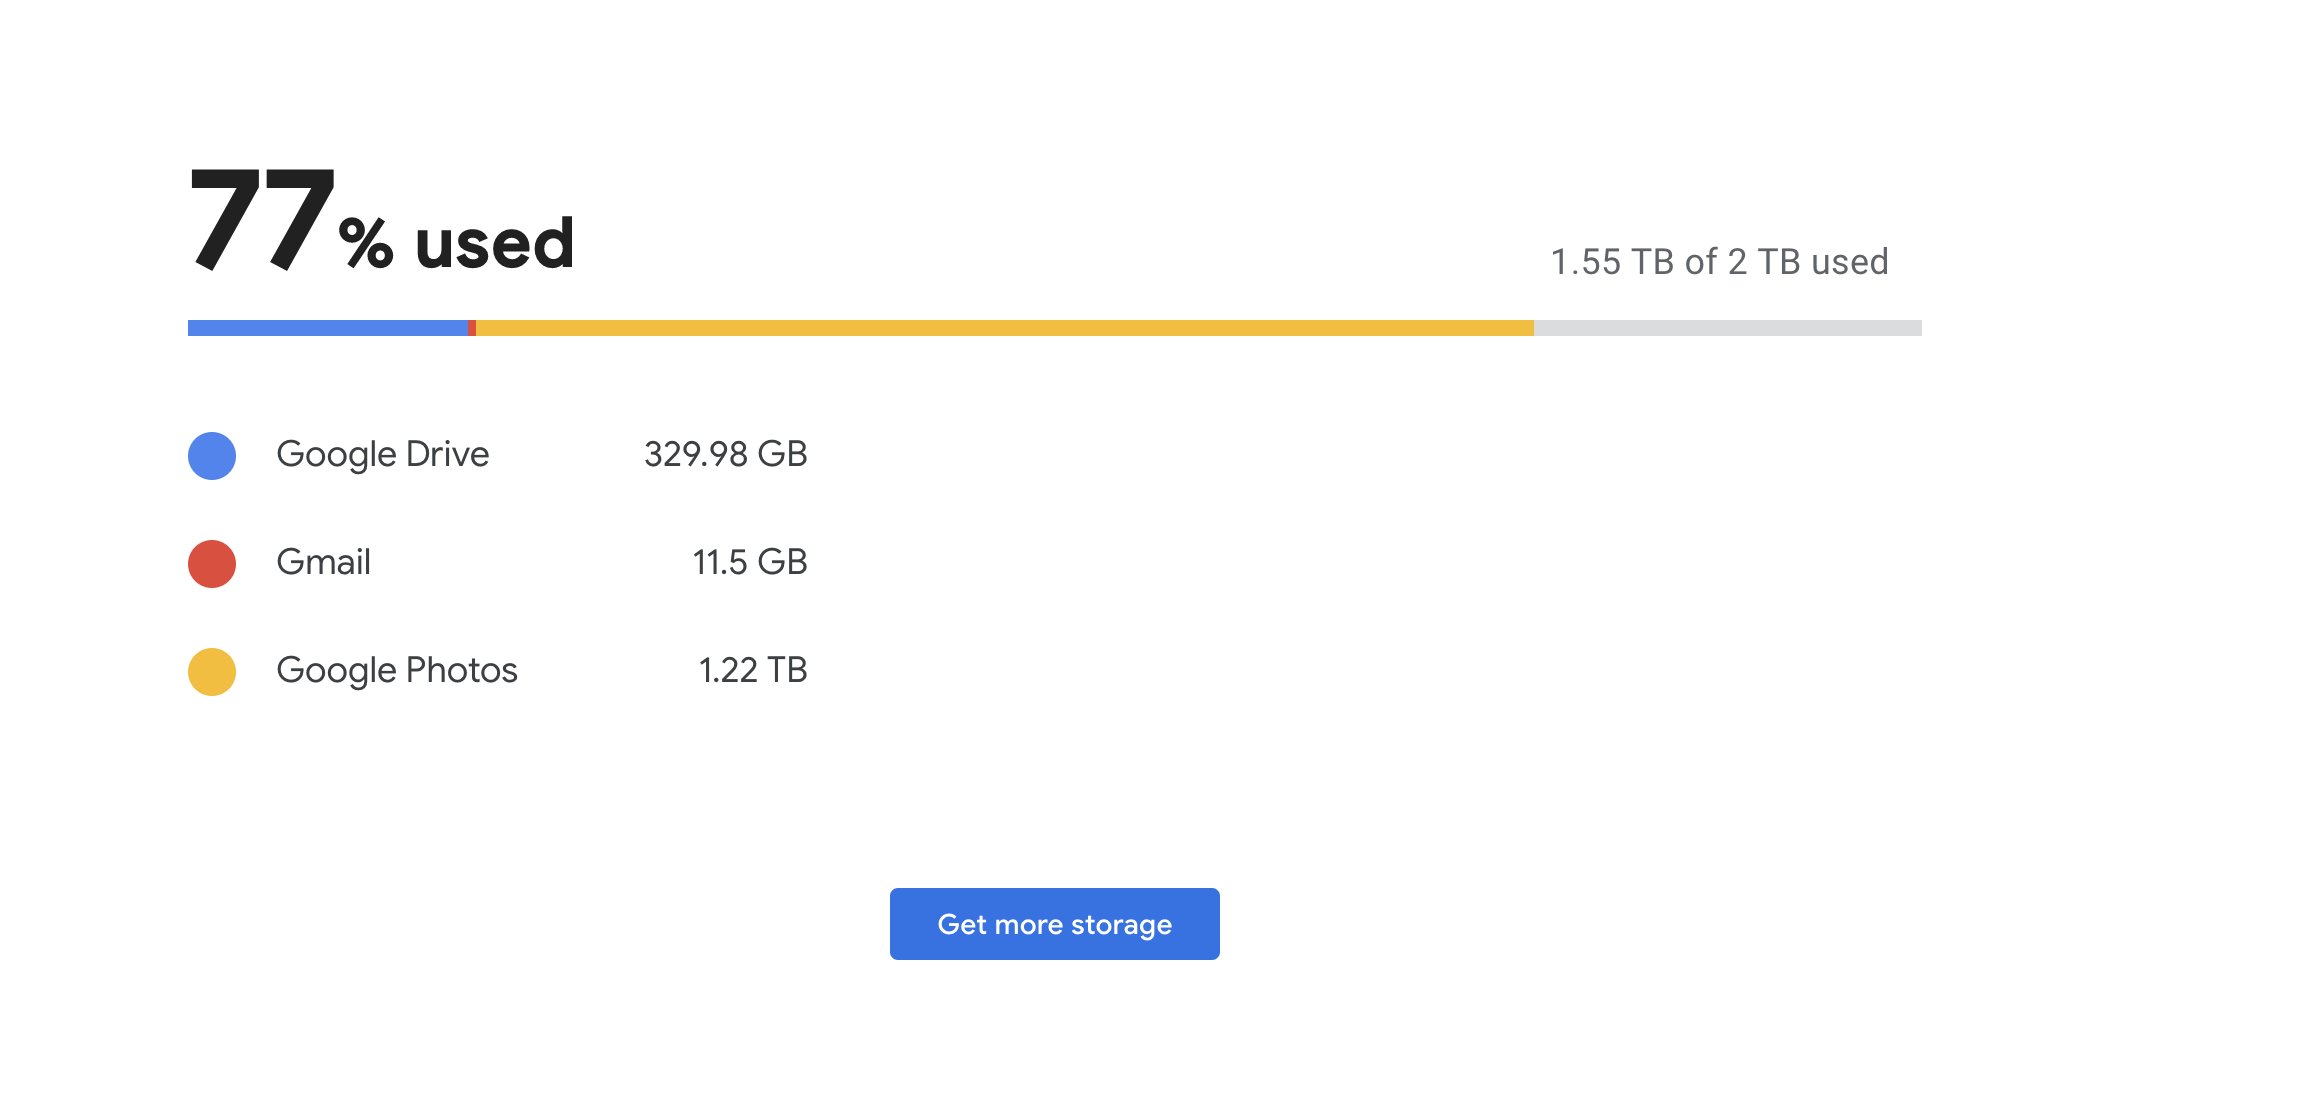 77% used
1.55 TB of 2 TB used
Google Drive 329.98 GB
Gmail 11.5 GB
Google Photos 1.22 TB
Get more storage